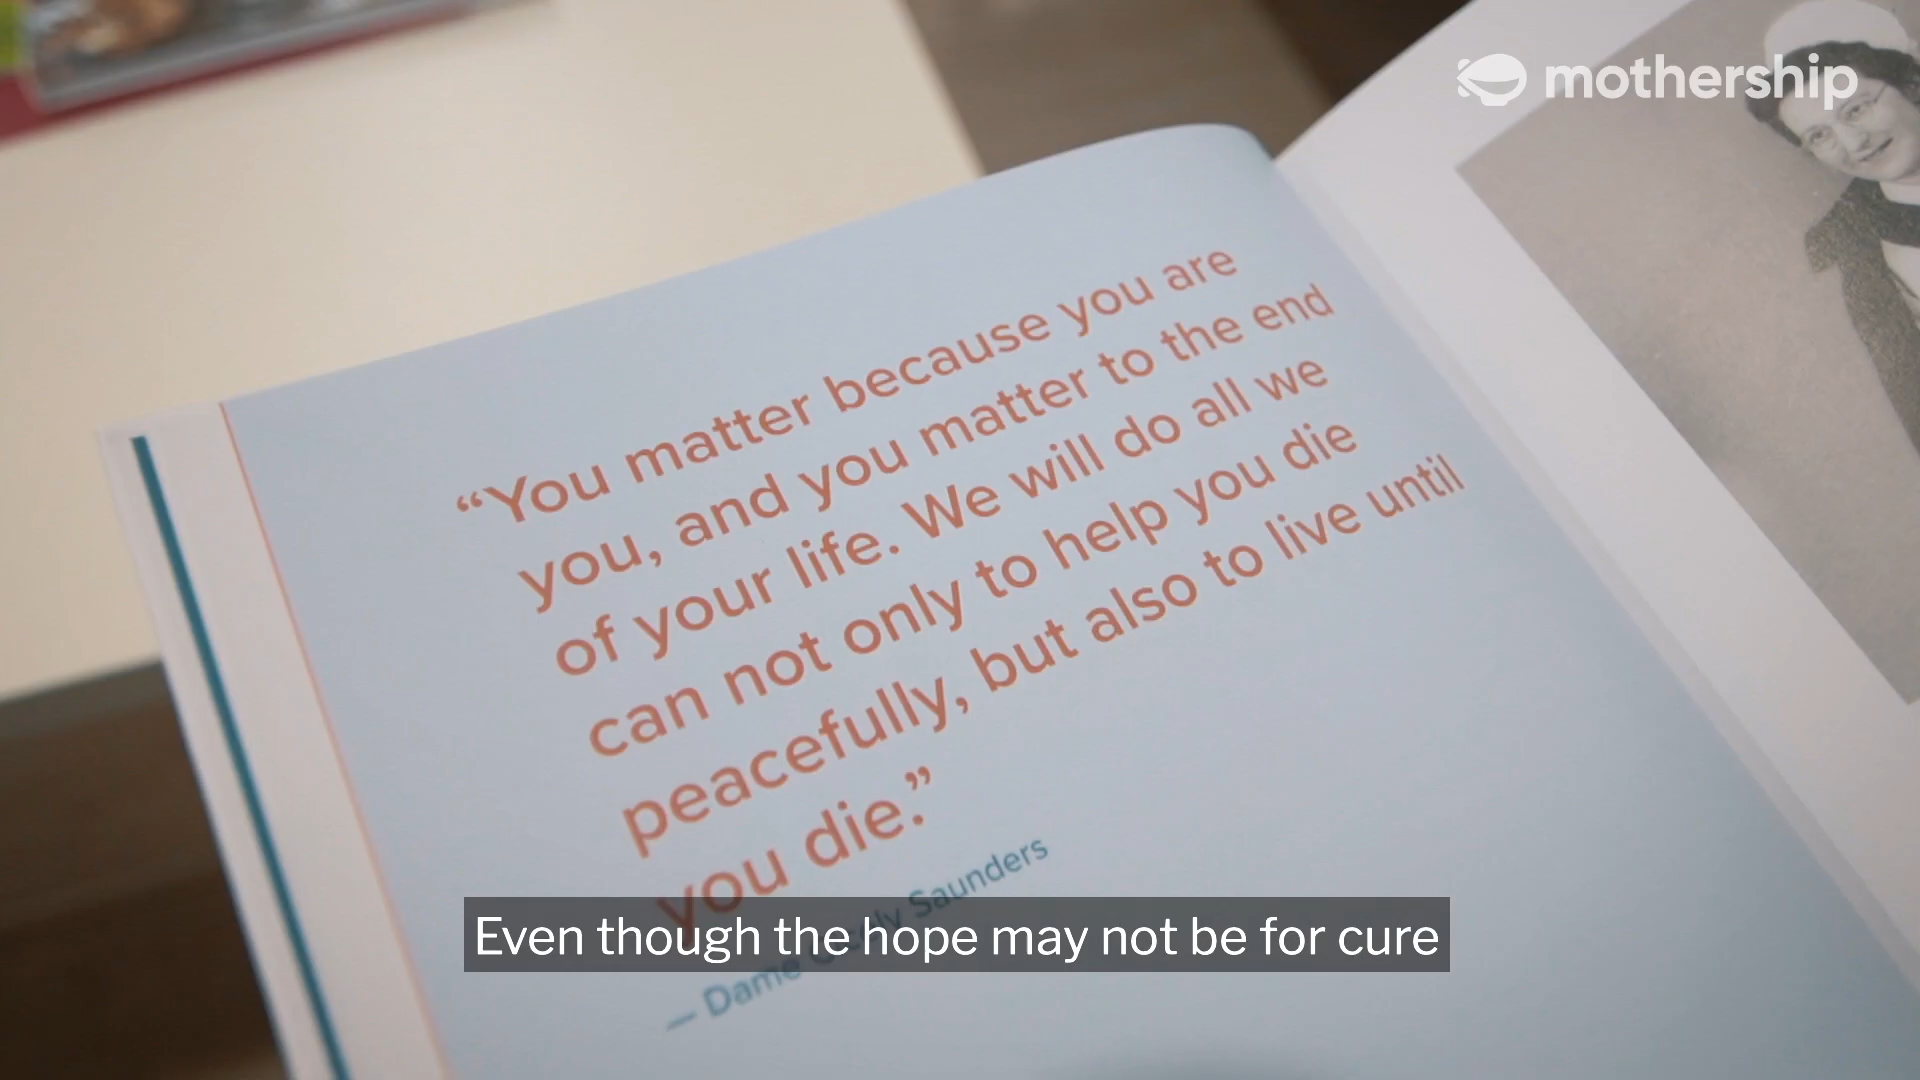 mothership
“You matter because you are
you, and you matter to the end
of your life. We will do all we
can not only to help you die
peacefully, but also to live until
you die.”
— Dame Cicely Saunders
Even though the hope may not be for cure